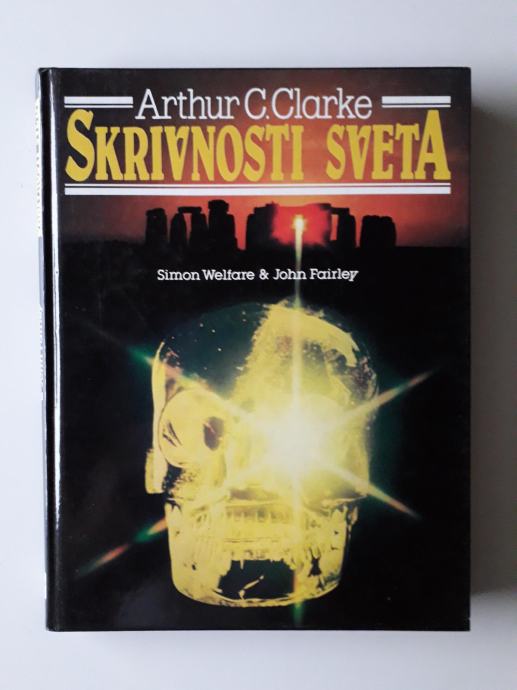 Arthur C. Clarke
SKRIVNOSTI SVETA
Simon Welfare & John Fairley